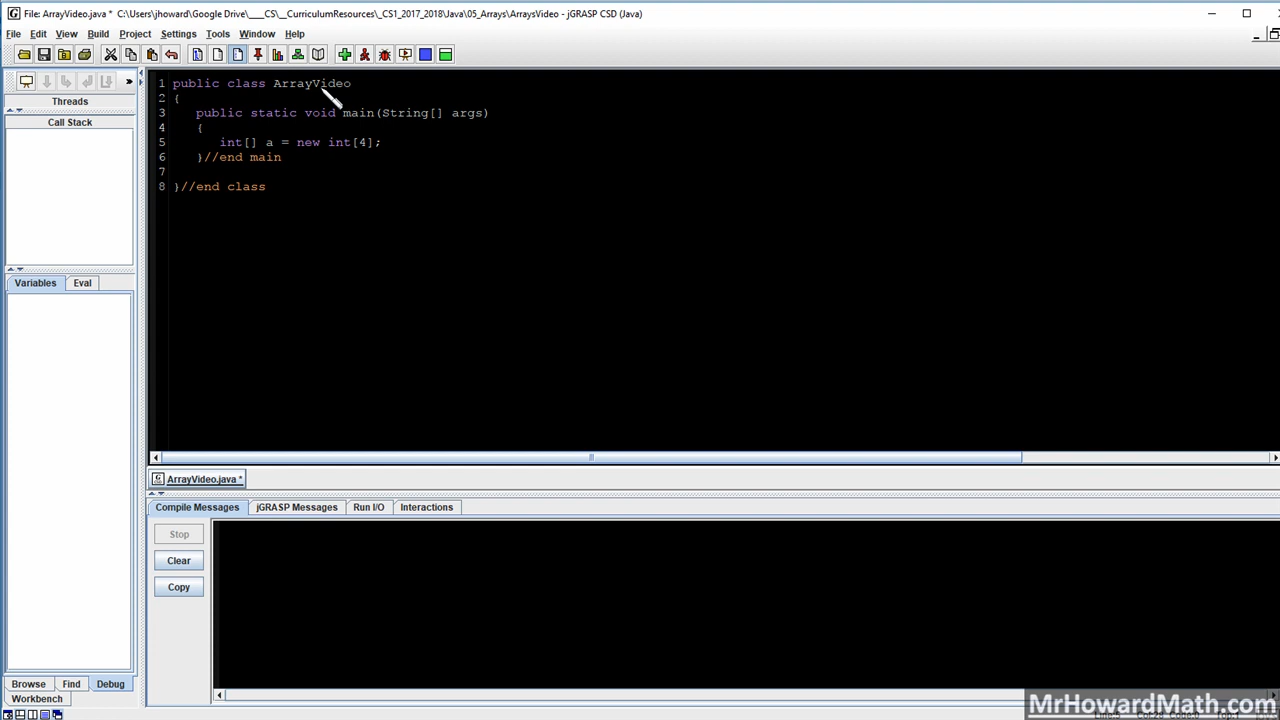 File: ArrayVideo.java * C:\Users\jhoward\Google Drive\____CS\__CurriculumResources\_CS1_2017_2018\Java\05_Arrays\ArraysVideo - jGRASP CSD (Java)
File Edit View Build Project Settings Tools Window Help
Threads
Call Stack
Variables Eval
Browse Find Debug
Workbench
1 public class ArrayVideo
2 {
3 public static void main(String[] args)
4 {
5 int[] a = new int[4];
6 }//end main
7
8 }//end class
ArrayVideo.java *
Compile Messages jGRASP Messages Run I/O Interactions
Stop
Clear
Copy
MrHowardMath.com